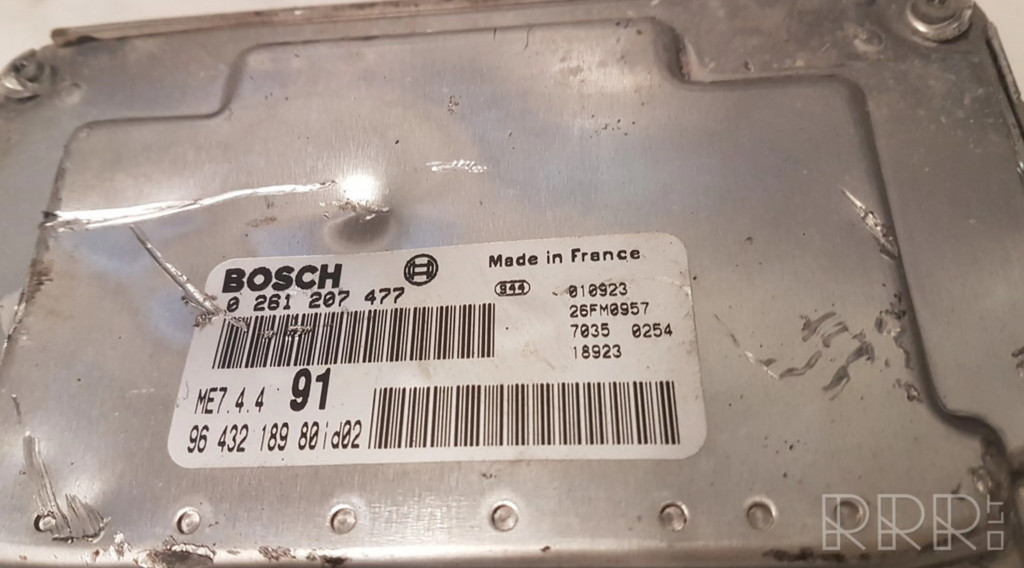 BOSCH
0 261 207 477
Made in France
944
010923
26FM0957
7035 0254
18923
ME7.4.4 91
96 432 189 80id02
RRR.LT